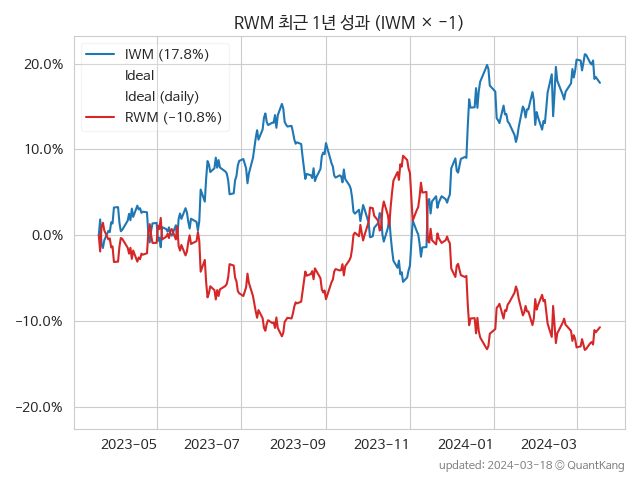 RWM 최근 1년 성과 (IWM × −1)
IWM (17.8%)
Ideal
Ideal (daily)
RWM (−10.8%)
20.0%
10.0%
0.0%
−10.0%
−20.0%
2023−05 2023−07 2023−09 2023−11 2024−01 2024−03
updated: 2024−03−18 © QuantKang